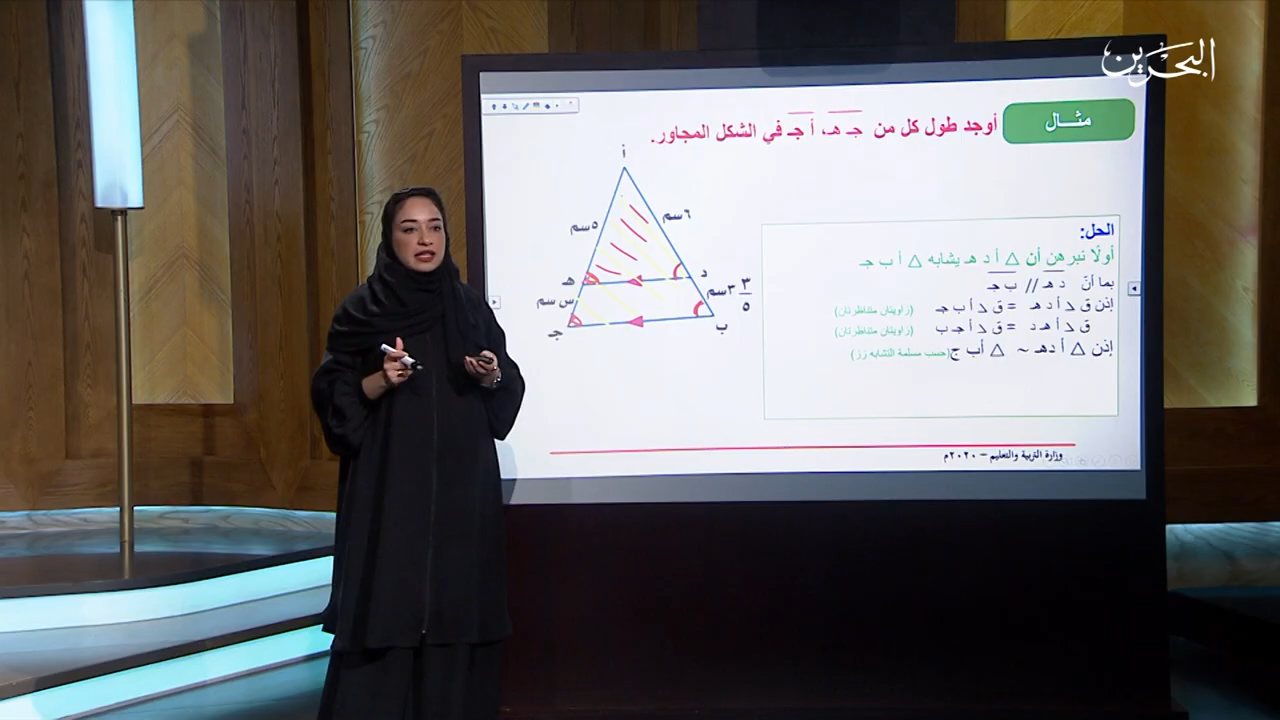 البحرين
مثـــال
أوجد طول كل من جـ هـ، أ جـ في الشكل المجاور.
أ
٦سم
٥سم
د
هـ
٣ ٣/٥سم
س سم
ب
جـ
الحل:
أولًا نبرهن أن △ أ د هـ يشابه △ أ ب جـ
بما أنّ د هـ // ب جـ
إذن ق ∠ أ د هـ = ق ∠ أ ب جـ (زاويتان متناظرتان)
ق ∠ أ هـ د = ق ∠ أ جـ ب (زاويتان متناظرتان)
إذن △ أ د هـ ~ △ أ ب ج (حسب مسلمة التشابه زز)
وزارة التربية والتعليم – ٢٠٢٠م